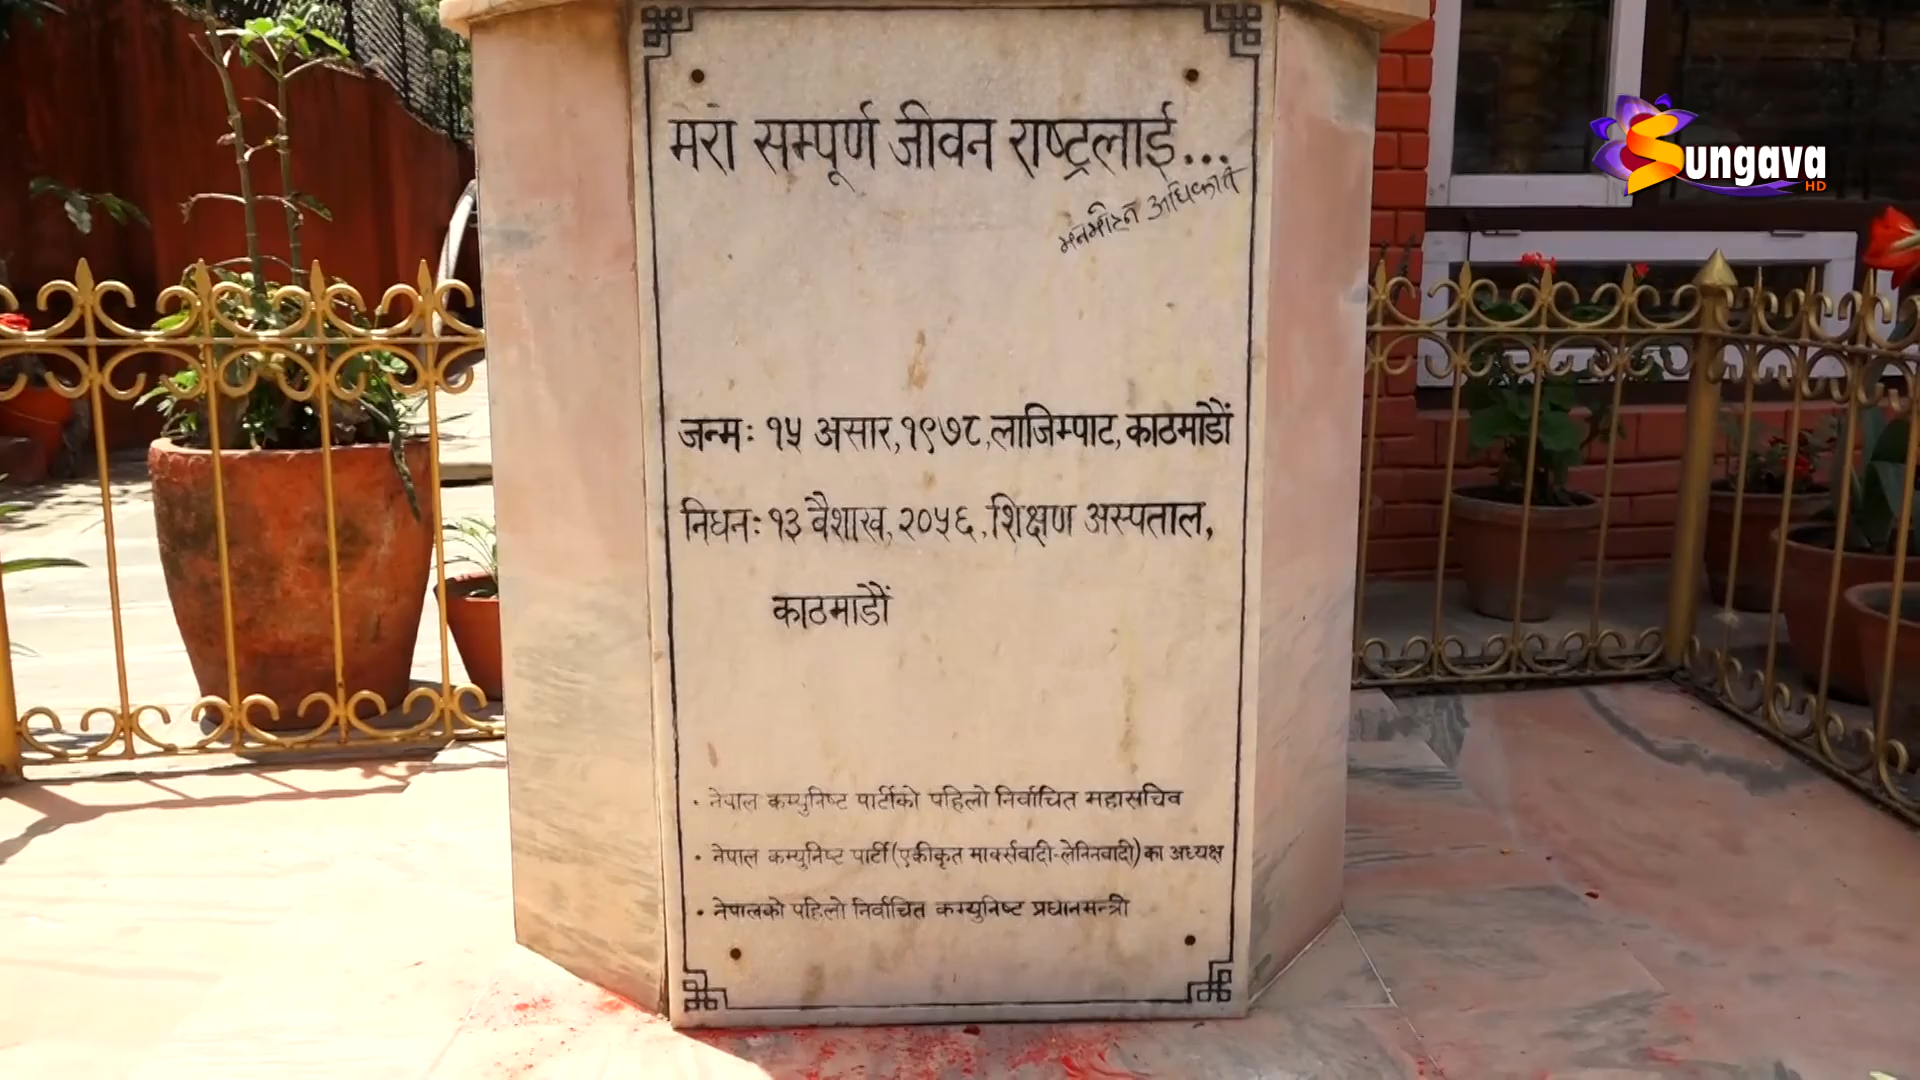 मेरो सम्पूर्ण जीवन राष्ट्रलाई...
मनमोहन अधिकारी
जन्मः १५ असार,१९७८,लाजिम्पाट,काठमाडौं
निधनः १३ वैशाख,२०५६,शिक्षण अस्पताल,
काठमाडौं
• नेपाल कम्युनिष्ट पार्टीको पहिलो निर्वाचित महासचिव
• नेपाल कम्युनिष्ट पार्टी(एकीकृत मार्क्सवादी-लेनिनवादी)का अध्यक्ष
• नेपालको पहिलो निर्वाचित कम्युनिष्ट प्रधानमन्त्री
Sungava
HD